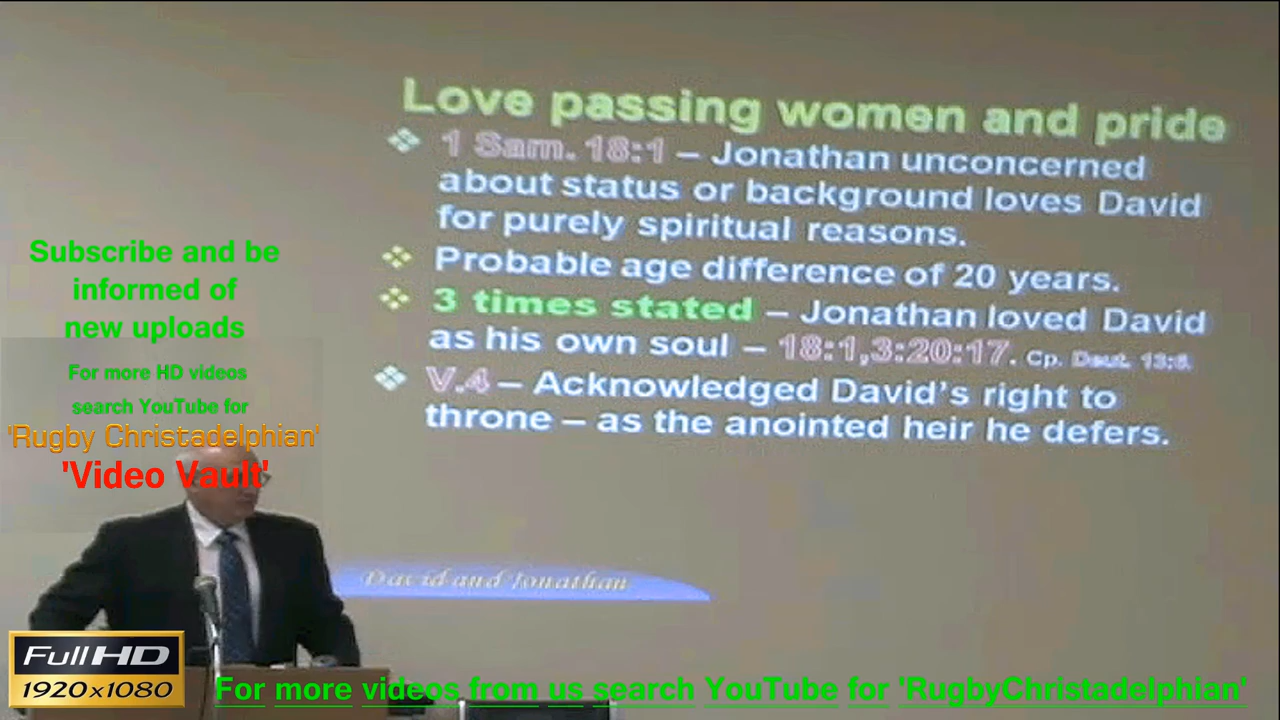 Love passing women and pride
1 Sam. 18:1 – Jonathan unconcerned
about status or background loves David
for purely spiritual reasons.
Probable age difference of 20 years.
3 times stated – Jonathan loved David
as his own soul – 18:1,3:20:17. Cp. Deut. 13:6.
V.4 – Acknowledged David's right to
throne – as the anointed heir he defers.
David and Jonathan
Subscribe and be
informed of
new uploads
For more HD videos
search YouTube for
'Rugby Christadelphian'
'Video Vault'
Full HD
1920x1080
For more videos from us search YouTube for 'RugbyChristadelphian'